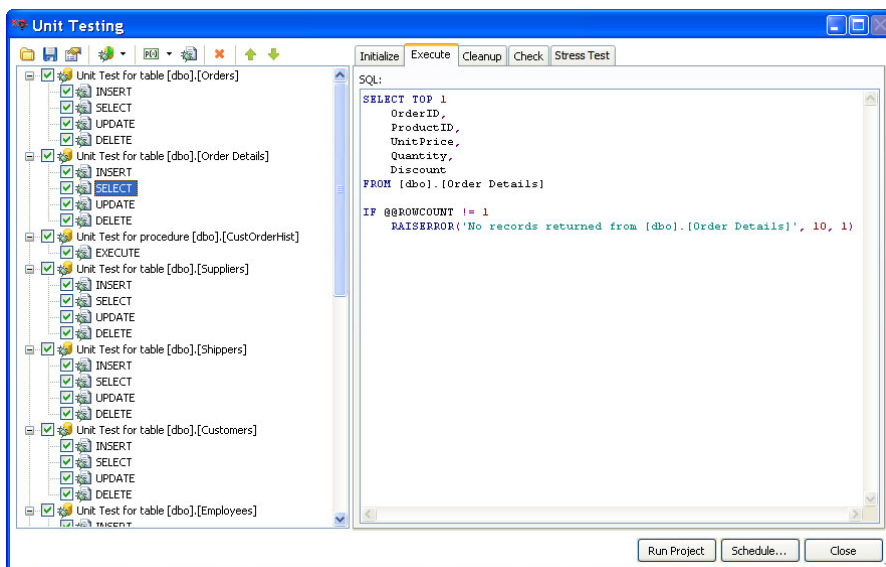 Unit Testing
Initialize Execute Cleanup Check Stress Test
Unit Test for table [dbo].[Orders]
INSERT
SELECT
UPDATE
DELETE
Unit Test for table [dbo].[Order Details]
INSERT
SELECT
UPDATE
DELETE
Unit Test for procedure [dbo].[CustOrderHist]
EXECUTE
Unit Test for table [dbo].[Suppliers]
INSERT
SELECT
UPDATE
DELETE
Unit Test for table [dbo].[Shippers]
INSERT
SELECT
UPDATE
DELETE
Unit Test for table [dbo].[Customers]
INSERT
SELECT
UPDATE
DELETE
Unit Test for table [dbo].[Employees]
INSERT
SQL:
SELECT TOP 1
OrderID,
ProductID,
UnitPrice,
Quantity,
Discount
FROM [dbo].[Order Details]
IF @@ROWCOUNT != 1
RAISERROR('No records returned from [dbo].[Order Details]', 10, 1)
Run Project Schedule... Close